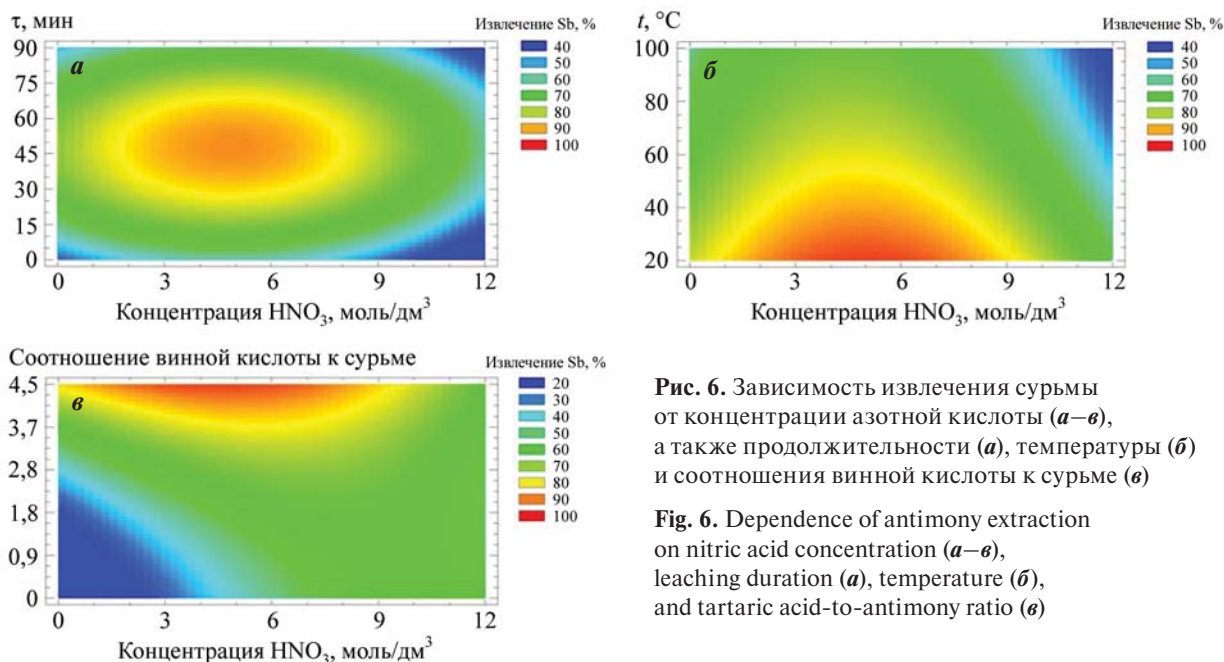 τ, мин
Извлечение Sb, %
90
75
60
45
30
15
0
а
40
50
60
70
80
90
100
0 3 6 9 12
Концентрация HNO₃, моль/дм³
t, °C
Извлечение Sb, %
100
80
60
40
20
б
40
50
60
70
80
90
100
0 3 6 9 12
Концентрация HNO₃, моль/дм³
Соотношение винной кислоты к сурьме
Извлечение Sb, %
4,5
3,7
2,8
1,8
0,9
0
в
20
30
40
50
60
70
80
90
100
0 3 6 9 12
Концентрация HNO₃, моль/дм³
Рис. 6. Зависимость извлечения сурьмы
от концентрации азотной кислоты (а–в),
а также продолжительности (а), температуры (б)
и соотношения винной кислоты к сурьме (в)
Fig. 6. Dependence of antimony extraction
on nitric acid concentration (а–в),
leaching duration (а), temperature (б),
and tartaric acid-to-antimony ratio (в)